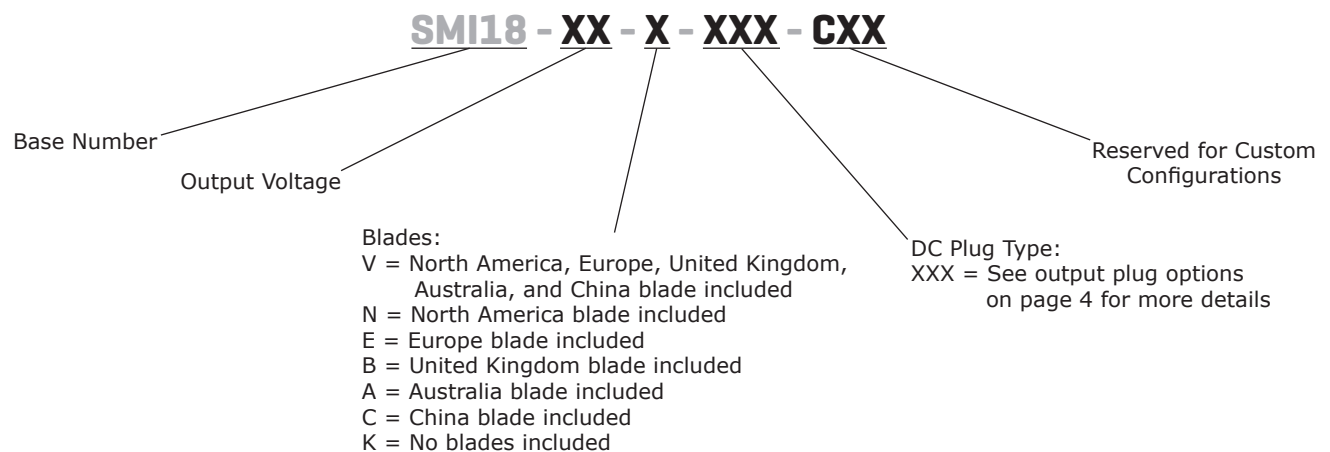 SMI18 - XX - X - XXX - CXX
Base Number
Output Voltage
Blades:
V = North America, Europe, United Kingdom,
Australia, and China blade included
N = North America blade included
E = Europe blade included
B = United Kingdom blade included
A = Australia blade included
C = China blade included
K = No blades included
DC Plug Type:
XXX = See output plug options
on page 4 for more details
Reserved for Custom
Configurations